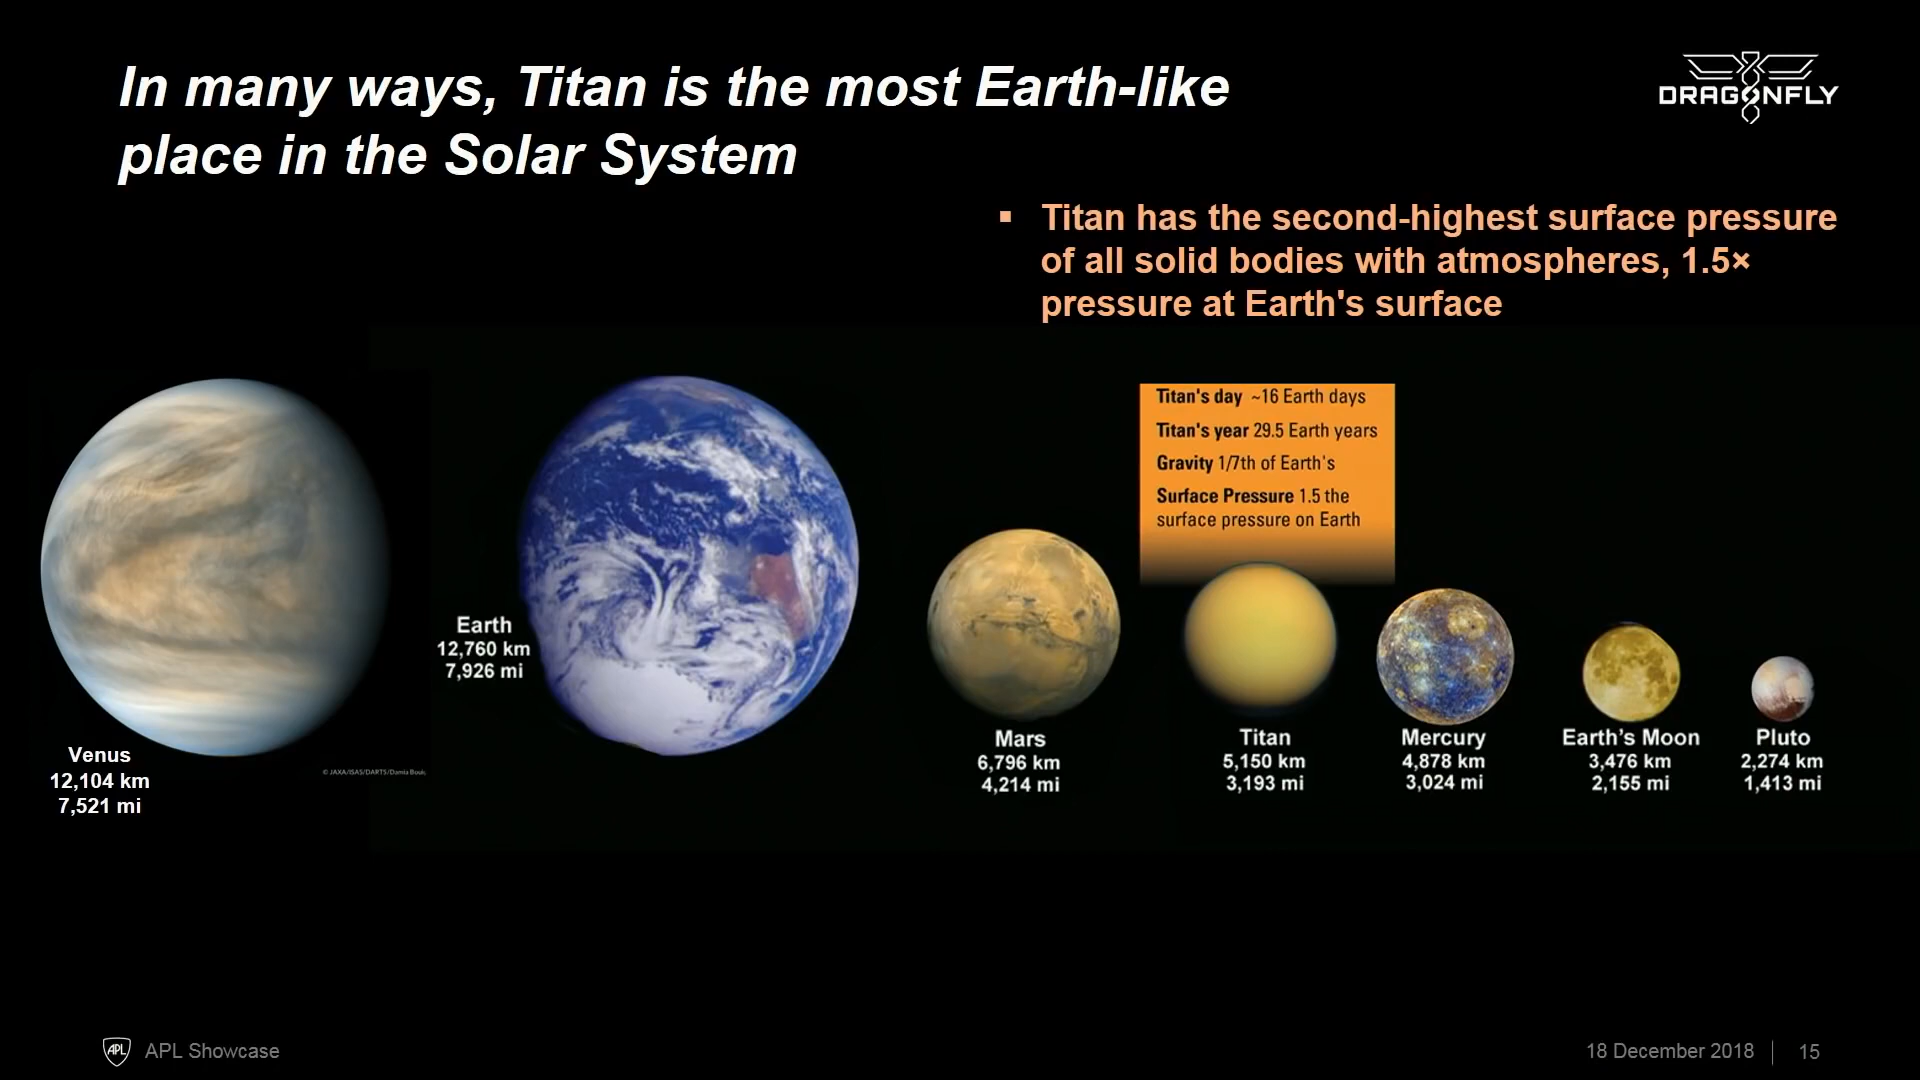 In many ways, Titan is the most Earth-like
place in the Solar System
DRAGONFLY
▪ Titan has the second-highest surface pressure
of all solid bodies with atmospheres, 1.5×
pressure at Earth's surface
Titan's day ~16 Earth days
Titan's year 29.5 Earth years
Gravity 1/7th of Earth's
Surface Pressure 1.5 the
surface pressure on Earth
Venus
12,104 km
7,521 mi
© JAXA/ISAS/DARTS/Damia Bouic
Earth
12,760 km
7,926 mi
Mars
6,796 km
4,214 mi
Titan
5,150 km
3,193 mi
Mercury
4,878 km
3,024 mi
Earth’s Moon
3,476 km
2,155 mi
Pluto
2,274 km
1,413 mi
APL
APL Showcase
18 December 2018
15